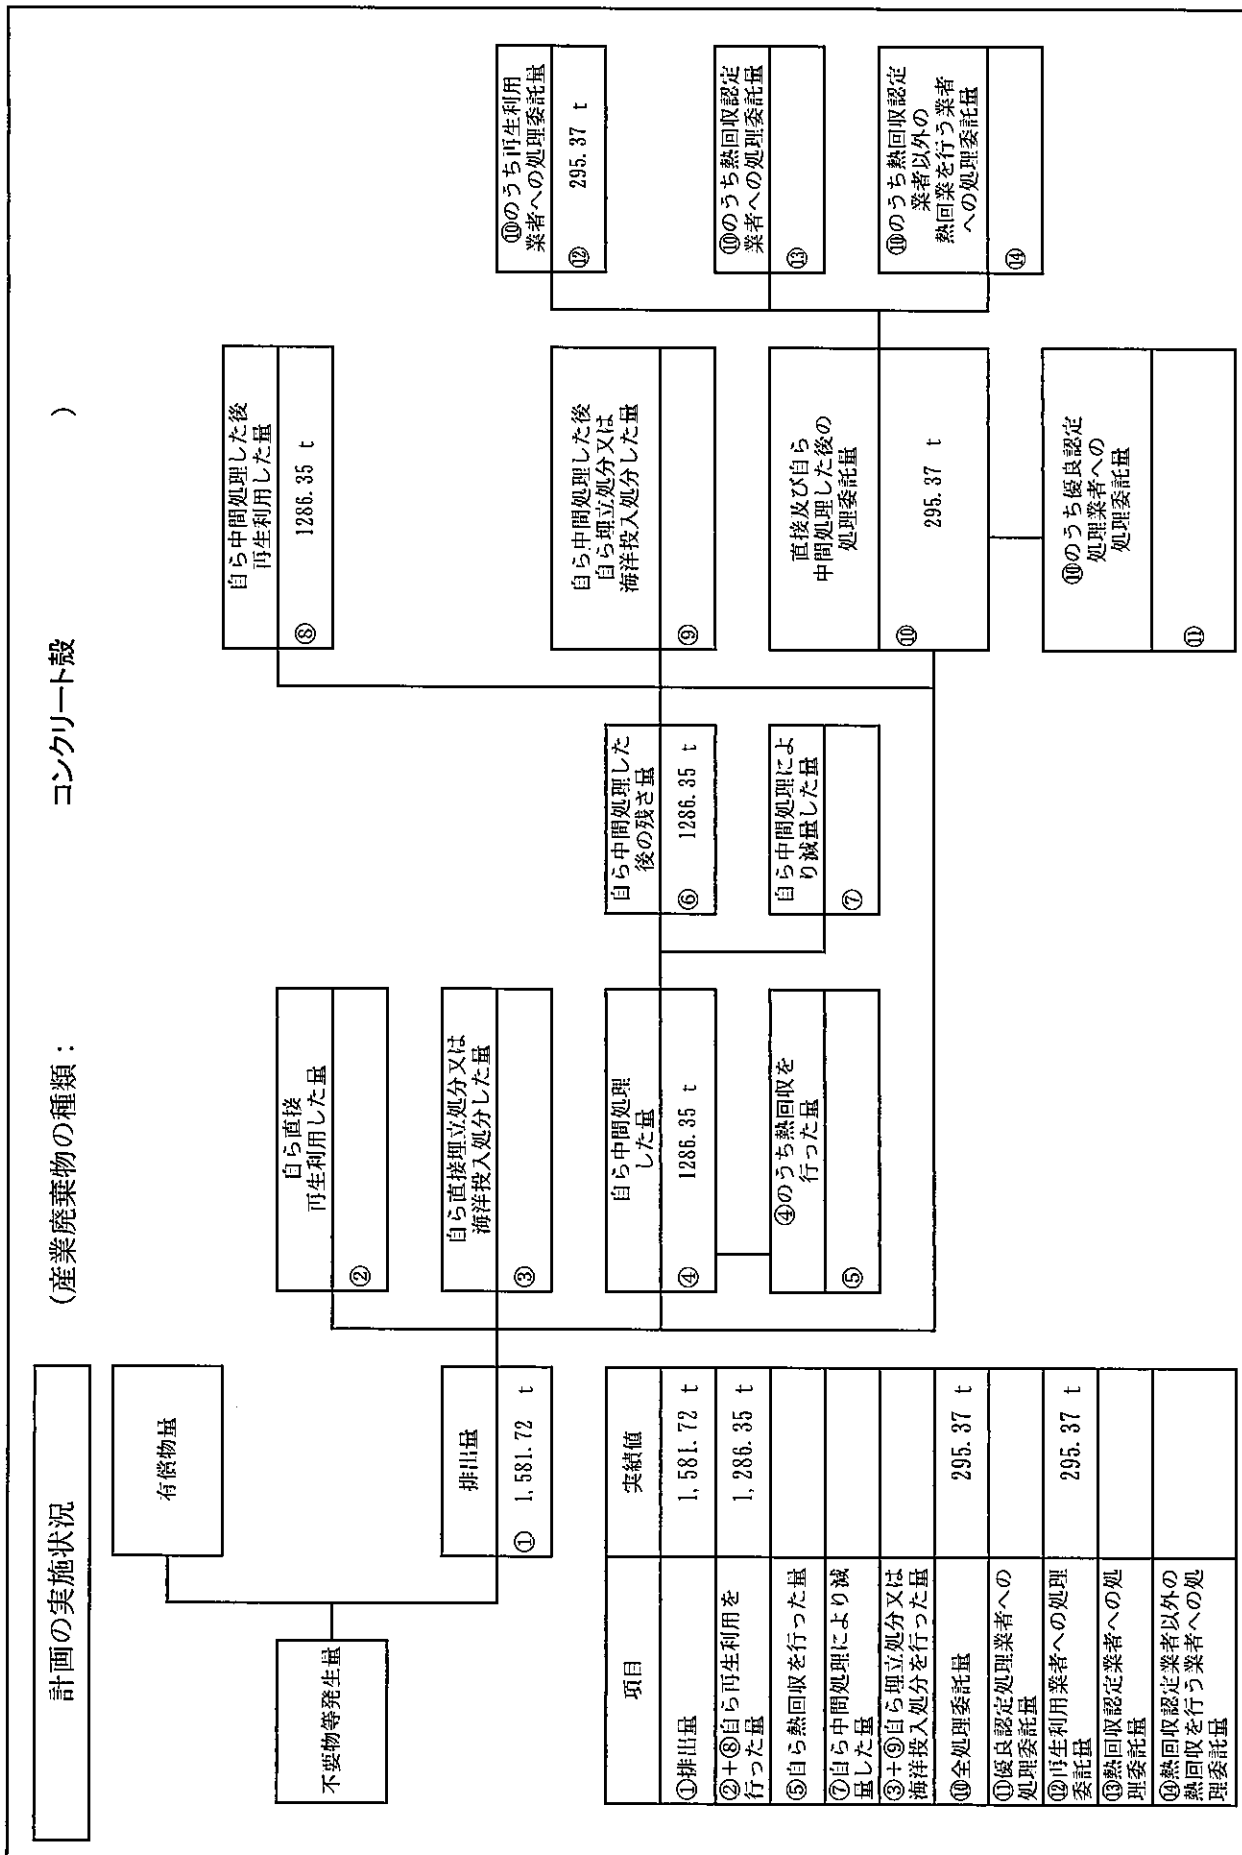 計画の実施状況
(産業廃棄物の種類：
コンクリート殻
)
不要物等発生量
有償物量
排出量
① 1,581.72 t
自ら直接
再生利用した量
②
自ら直接埋立処分又は
海洋投入処分した量
③
自ら中間処理
した量
④ 1286.35 t
④のうち熱回収を
行った量
⑤
自ら中間処理した
後の残さ量
⑥ 1286.35 t
自ら中間処理によ
り減量した量
⑦
自ら中間処理した後
再生利用した量
⑧ 1286.35 t
自ら中間処理した後
自ら埋立処分又は
海洋投入処分した量
⑨
直接及び自ら
中間処理した後の
処理委託量
⑩ 295.37 t
⑩のうち優良認定
処理業者への
処理委託量
⑪
⑩のうち再生利用
業者への処理委託量
⑫ 295.37 t
⑩のうち熱回収認定
業者への処理委託量
⑬
⑩のうち熱回収認定
業者以外の
熱回業を行う業者
への処理委託量
⑭
項目 実績値
①排出量 1,581.72 t
②+⑧自ら再生利用を
行った量 1,286.35 t
⑤自ら熱回収を行った量
⑦自ら中間処理により減
量した量
③+⑨自ら埋立処分又は
海洋投入処分を行った量
⑩全処理委託量 295.37 t
⑪優良認定処理業者への
処理委託量
⑫再生利用業者への処理
委託量 295.37 t
⑬熱回収認定業者への処
理委託量
⑭熱回収認定業者以外の
熱回収を行う業者への処
理委託量